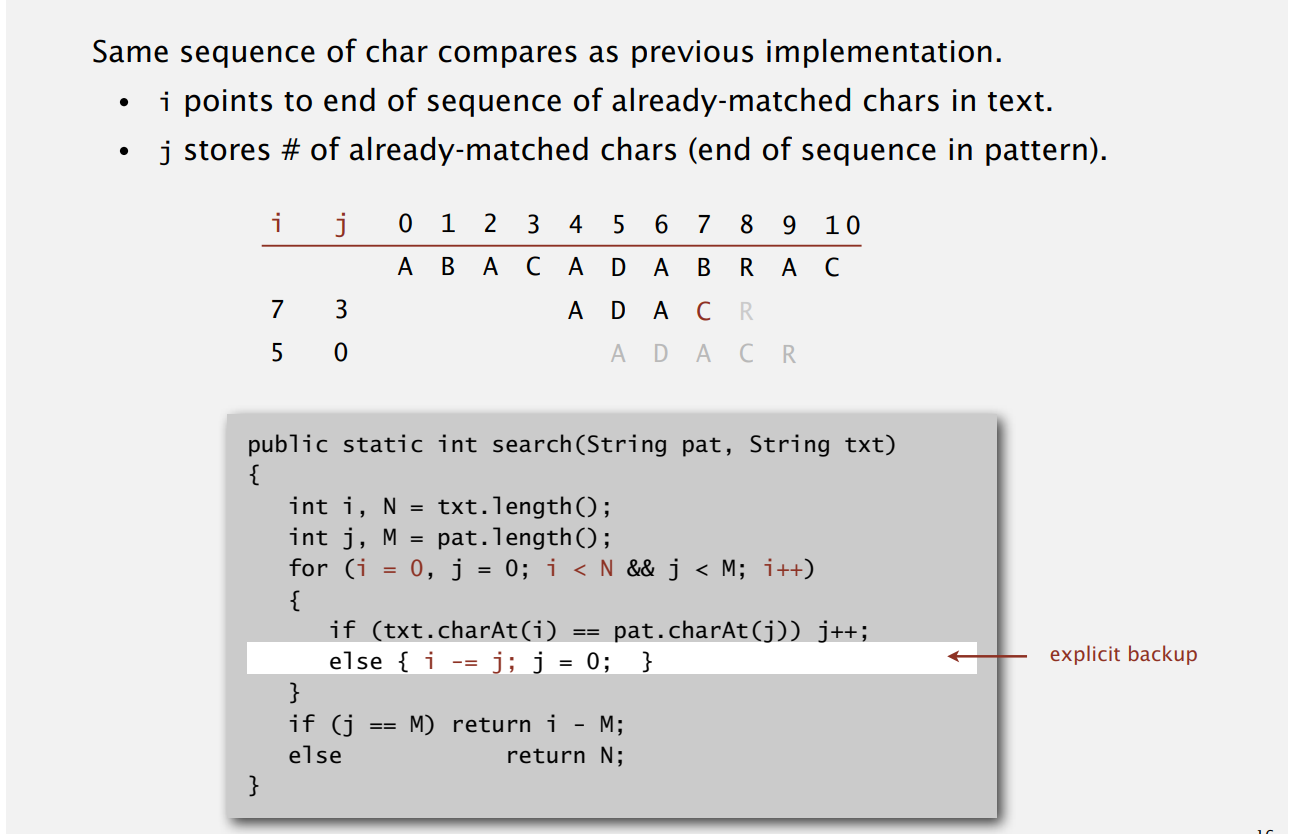 Same sequence of char compares as previous implementation.
• i points to end of sequence of already-matched chars in text.
• j stores # of already-matched chars (end of sequence in pattern).
i j 0 1 2 3 4 5 6 7 8 9 10
A B A C A D A B R A C
7 3 A D A C R
5 0 A D A C R
public static int search(String pat, String txt)
{
int i, N = txt.length();
int j, M = pat.length();
for (i = 0, j = 0; i < N && j < M; i++)
{
if (txt.charAt(i) == pat.charAt(j)) j++;
else { i -= j; j = 0; }
explicit backup
}
if (j == M) return i - M;
else return N;
}